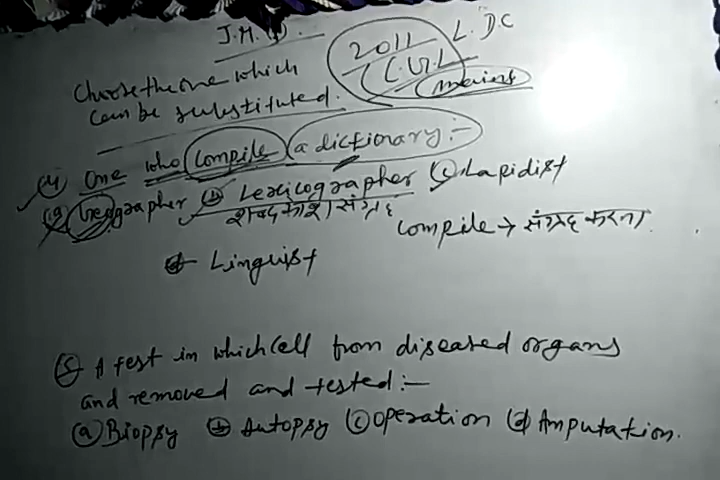 J.M.D.
2011 L.DC
C.G.L
mains
Choose the one which
can be substituted.
(4) One who compile a dictionary:-
(a) Geographer (b) Lexicographer (c) Lapidist
शब्दकोश संग्रह
compile → संग्रह करना
(d) Linguist
(5) A test in which cell from diseased organs
and removed and tested:-
(a) Biopsy (b) Autopsy (c) Operation (d) Amputation.